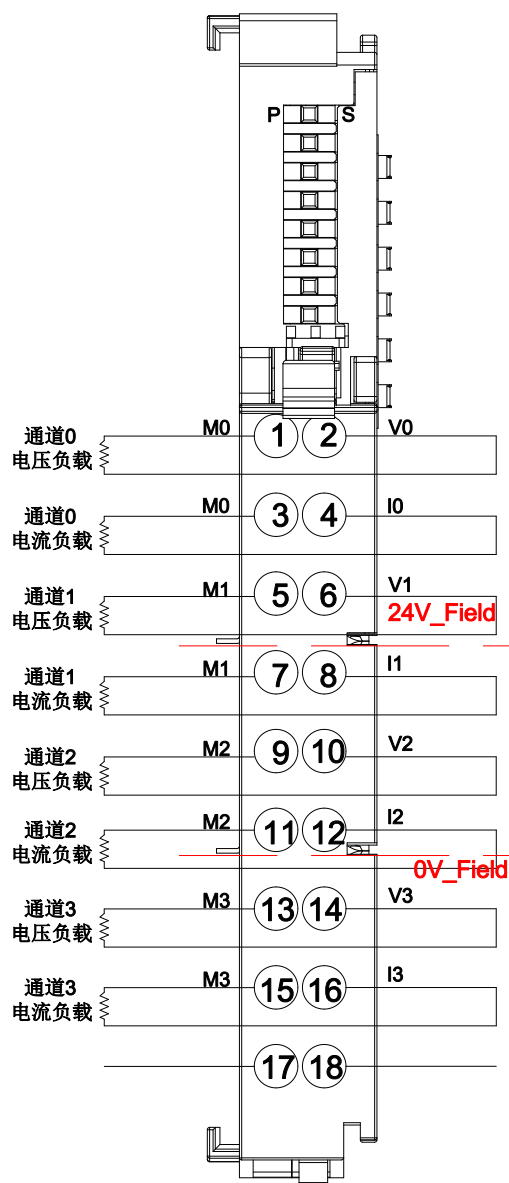 P S
通道0
电压负载
M0 1 2 V0
通道0
电流负载
M0 3 4 I0
通道1
电压负载
M1 5 6 V1
24V_Field
通道1
电流负载
M1 7 8 I1
通道2
电压负载
M2 9 10 V2
通道2
电流负载
M2 11 12 I2
0V_Field
通道3
电压负载
M3 13 14 V3
通道3
电流负载
M3 15 16 I3
17 18